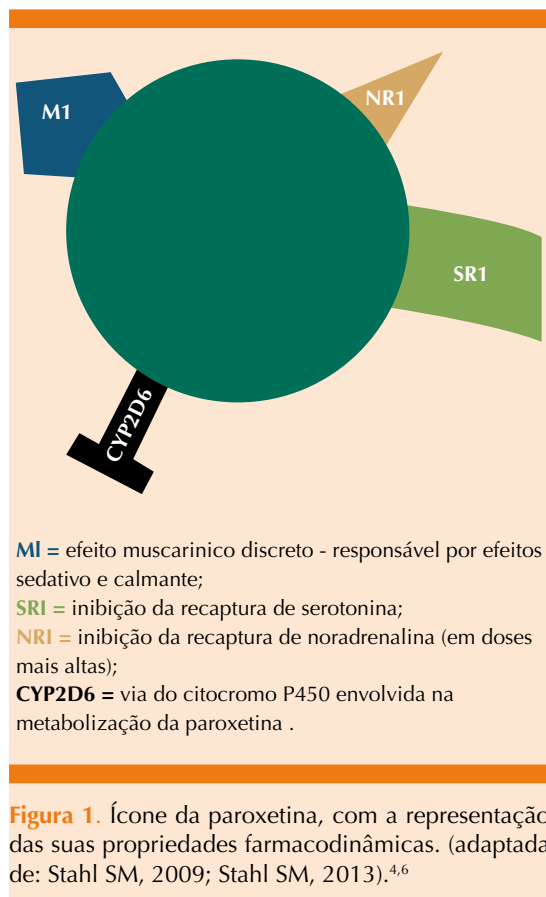 M1
NR1
SR1
CYP2D6
Ml = efeito muscarinico discreto - responsável por efeitos
sedativo e calmante;
SRI = inibição da recaptura de serotonina;
NRI = inibição da recaptura de noradrenalina (em doses
mais altas);
CYP2D6 = via do citocromo P450 envolvida na
metabolização da paroxetina .
Figura 1. Ícone da paroxetina, com a representação
das suas propriedades farmacodinâmicas. (adaptada
de: Stahl SM, 2009; Stahl SM, 2013).4,6